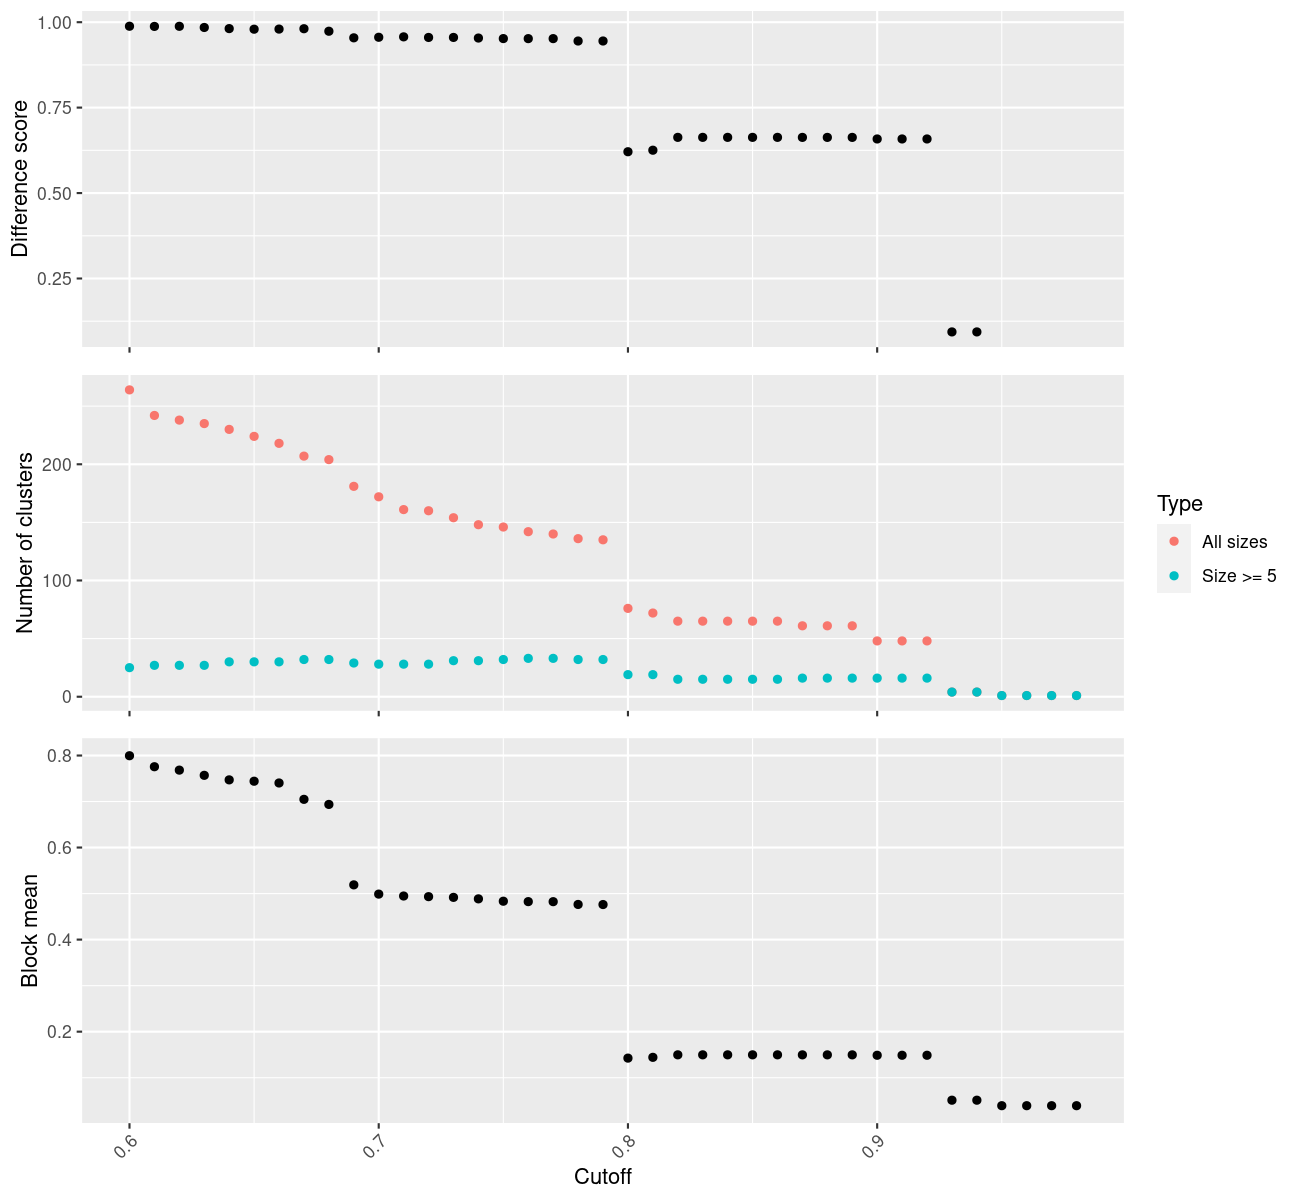 Difference score
1.00
0.75
0.50
0.25
Number of clusters
200
100
0
Type
All sizes
Size >= 5
Block mean
0.8
0.6
0.4
0.2
0.6 0.7 0.8 0.9
Cutoff